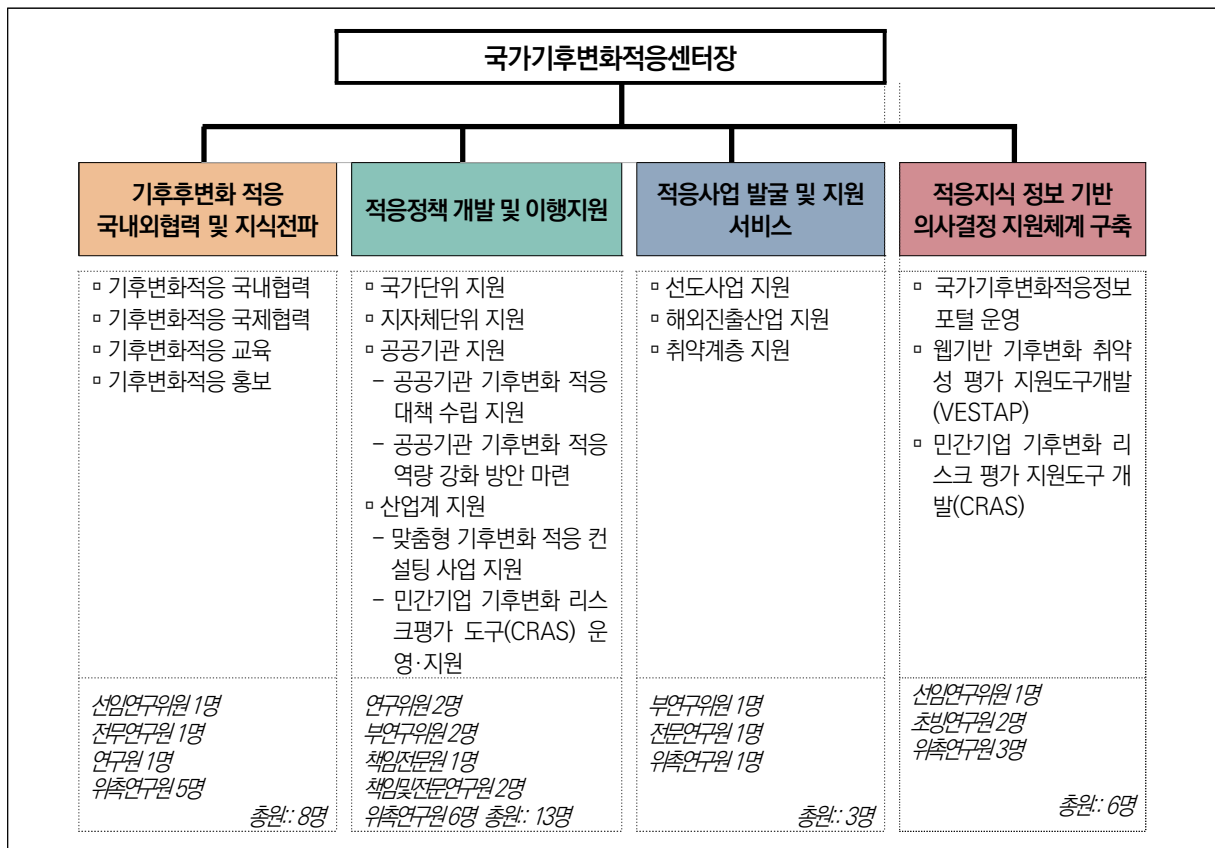 국가기후변화적응센터장
기후후변화 적응
국내외협력 및 지식전파
▫ 기후변화적응 국내협력
▫ 기후변화적응 국제협력
▫ 기후변화적응 교육
▫ 기후변화적응 홍보
선임연구위원 1명
전무연구원 1명
연구원 1명
위촉연구원 5명
총원:: 8명
적응정책 개발 및 이행지원
▫ 국가단위 지원
▫ 지자체단위 지원
▫ 공공기관 지원
– 공공기관 기후변화 적응
대책 수립 지원
– 공공기관 기후변화 적응
역량 강화 방안 마련
▫ 산업계 지원
– 맞춤형 기후변화 적응 컨
설팅 사업 지원
– 민간기업 기후변화 리스
크평가 도구(CRAS) 운
영·지원
연구위원 2명
부연구위원 2명
책임전문원 1명
책임및전문연구원 2명
위촉연구원 6명 총원:: 13명
적응사업 발굴 및 지원
서비스
▫ 선도사업 지원
▫ 해외진출산업 지원
▫ 취약계층 지원
부연구위원 1명
전문연구원 1명
위촉연구원 1명
총원:: 3명
적응지식 정보 기반
의사결정 지원체계 구축
▫ 국가기후변화적응정보
포털 운영
▫ 웹기반 기후변화 취약
성 평가 지원도구개발
(VESTAP)
▫ 민간기업 기후변화 리
스크 평가 지원도구 개
발(CRAS)
선임연구위원 1명
초빙연구원 2명
위촉연구원 3명
총원:: 6명